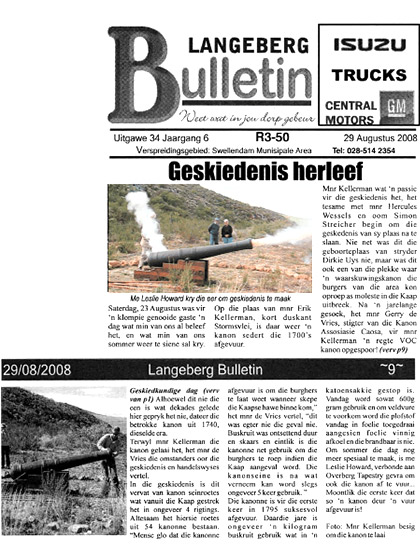 LANGEBERG
Bulletin
Weet wat in jou dorp gebeur
ISUZU
TRUCKS
CENTRAL
MOTORS
GM
Uitgawe 34 Jaargang 6
R3-50
29 Augustus 2008
Verspreidingsgebied: Swellendam Munisipale Area
Tel: 028-514 2354
Geskiedenis herleef
Me Leslie Howard kry die eer om geskiedenis te maak
Saterdag, 23 Augustus was vir
'n klompie genooide gaste 'n
dag wat min van ons al beleef
het, en wat min van ons
sommer weer te siene sal kry.
Op die plaas van mnr Erik
Kellerman, kort duskant
Stormsvlei, is daar weer 'n
kanon sedert die 1700's
afgevuur.
Mnr Kellerman wat 'n passie
vir die geskiedenis het, het
tesame met mnr Hercules
Wessels en oom Simon
Streicher begin om die
geskedenis van sy plaas na te
slaan. Nie net was dit die
geboorteplaas van stryder
Dirkie Uys nie, maar was dit
ook een van die plekke waar
'n waarskuwingskanon die
burgers van die area kon
oproep as moleste in die Kaap
uitbreek. Na 'n jarelange
gesoek, het mnr Gerry de
Vries, stigter van die Kanon
Assosiasie Caosa, vir mnr
Kellerman 'n regte VOC
kanon opgespoor! (verv p9)
29/08/2008
Langeberg Bulletin
~9~
Geskiedkundige dag (verv
van p1) Alhoewel dit nie die
een is wat dekades gelede
hier gepryk het nie, dateer die
betrokke kanon uit 1740,
dieselfde era.
Terwyl mnr Kellerman die
kanon gelaai het, het mnr de
Vries die omstanders oor die
geskiedenis en handelswyses
vertel.
In die geskiedenis is dit
vervat van kanon seinroetes
wat vanuit die Kaap gestrek
het in ongeveer 4 rigtings.
Altesaam het hierdie roetes
uit 54 kanonne bestaan.
"Mense glo dat die kanonne
afgevuur is om die burghers
te laat weet wanneer skepe
die Kaapse hawe binne kom,"
het mnr de Vries vertel, "dit
was egter nie die geval nie.
Buskruit was ontsettend duur
en skaars en eintlik is die
kanonne net gebruik om die
burghers te roep indien die
Kaap aangeval word. Die
kanonseine is na wat
verneem kan word slegs
ongeveer 5 keer gebruik."
Die kanonne is vir die eerste
keer in 1795 suksesvol
afgevuur. Daardie jare is
ongeveer 'n kilogram
buskruit gebruit wat met 'n
katoensakkie gestop is.
Vandag word sowat 600g
gram gebruik en om veldvure
te voorkom word die plofstof
vandag in foelie toegedraai
aangesien foelie vinnig
afkoel en die brandbaar is nie.
Om sommer die dag nog
meer spesiaal te maak, is me
Leslie Howard, verbonde aan
Overberg Tapestry gevra om
ook die kanon af te vuur...
Moontlik die eerste keer dat
so 'n kanon deur 'n vuur
afgevuur is!
Foto: Mnr Kellerman besig
om die kanon te laai